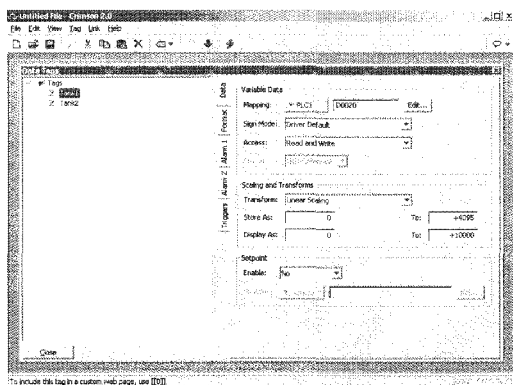 Untitled File - Crimson 2.0
File Edit View Tag Link Help
Data Tags
Tags
Tank2
Data
Format
Alarm 1
Alarm 2
Triggers
Variable Data
Mapping: PLC1 D0020 Edit...
Sign Mode: Driver Default
Access: Read and Write
Scaling and Transforms
Transform: Linear Scaling
Store As: 0 To: +4095
Display As: 0 To: +10000
Setpoint
Enable: No
Close
To include this tag in a custom web page, use [[0]].